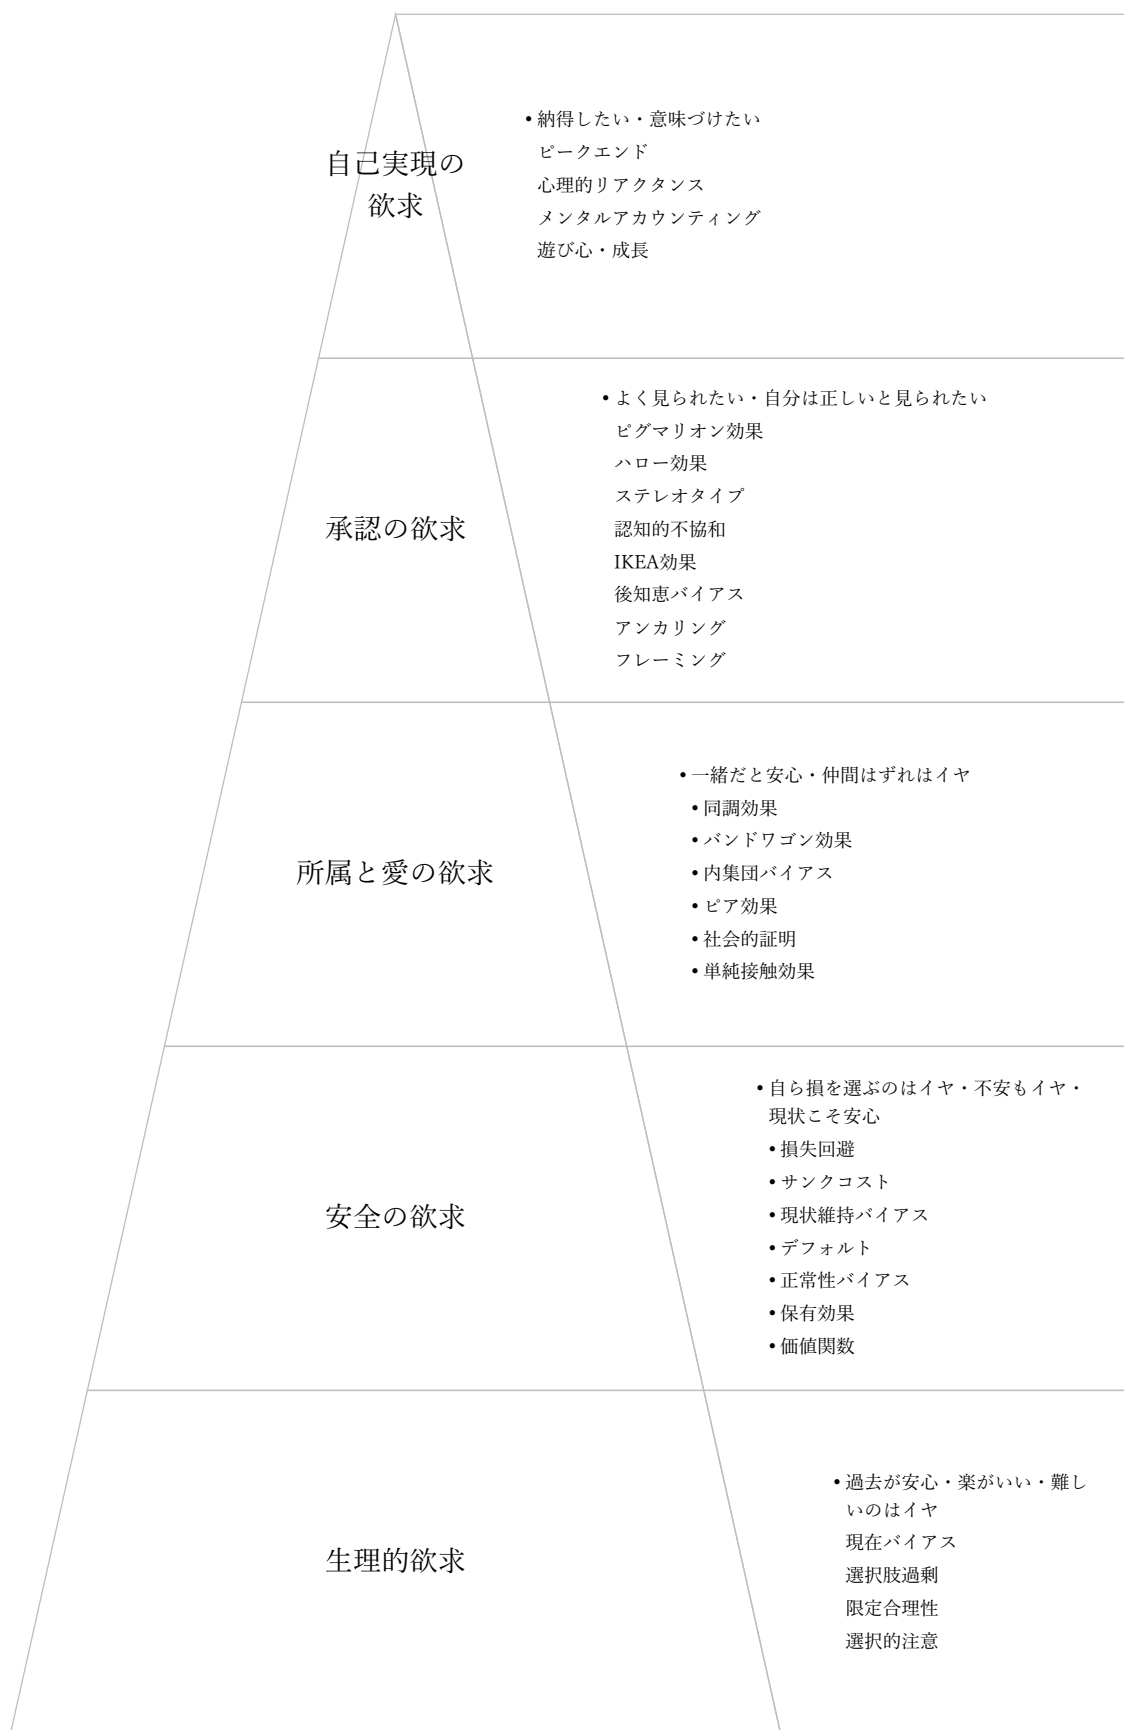 自己実現の
欲求
• 納得したい・意味づけたい
ピークエンド
心理的リアクタンス
メンタルアカウンティング
遊び心・成長
承認の欲求
• よく見られたい・自分は正しいと見られたい
ピグマリオン効果
ハロー効果
ステレオタイプ
認知的不協和
IKEA効果
後知恵バイアス
アンカリング
フレーミング
所属と愛の欲求
• 一緒だと安心・仲間はずれはイヤ
• 同調効果
• バンドワゴン効果
• 内集団バイアス
• ピア効果
• 社会的証明
• 単純接触効果
安全の欲求
• 自ら損を選ぶのはイヤ・不安もイヤ・
現状こそ安心
• 損失回避
• サンクコスト
• 現状維持バイアス
• デフォルト
• 正常性バイアス
• 保有効果
• 価値関数
生理的欲求
• 過去が安心・楽がいい・難し
いのはイヤ
現在バイアス
選択肢過剰
限定合理性
選択的注意